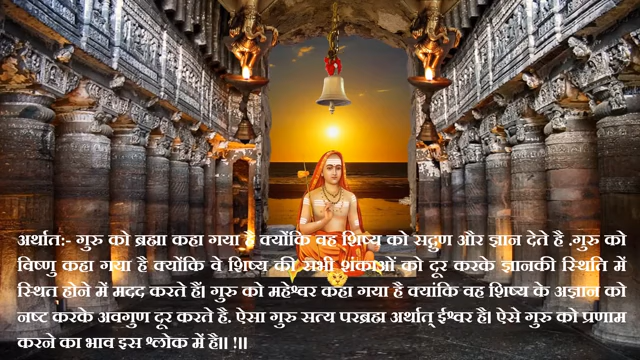 अर्थातः- गुरु को ब्रह्मा कहा गया है क्योंकि वह शिष्य को सद्गुण और ज्ञान देते है .गुरु को
विष्णु कहा गया है क्योंकि वे शिष्य की सभी शंकाओं को दूर करके ज्ञानकी स्थिति में
स्थित होने में मदद करते हैं। गुरु को महेश्वर कहा गया है क्यांकि वह शिष्य के अज्ञान को
नष्ट करके अवगुण दूर करते है. ऐसा गुरु सत्य परब्रह्म अर्थात् ईश्वर है। ऐसे गुरु को प्रणाम
करने का भाव इस श्लोक में है।। !।।